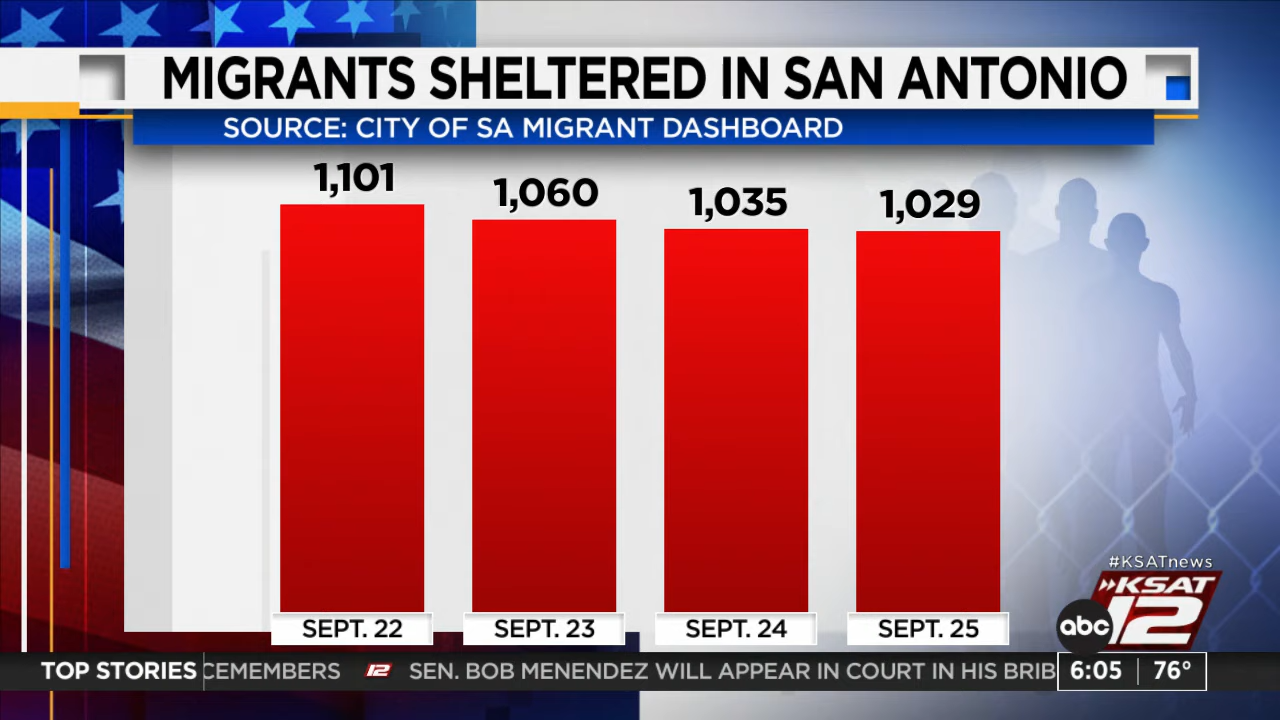 MIGRANTS SHELTERED IN SAN ANTONIO
SOURCE: CITY OF SA MIGRANT DASHBOARD
1,101
1,060
1,035
1,029
SEPT. 22
SEPT. 23
SEPT. 24
SEPT. 25
#KSATnews
KSAT
abc 12
TOP STORIES CEMEMBERS 12 SEN. BOB MENENDEZ WILL APPEAR IN COURT IN HIS BRIB 6:05 76°